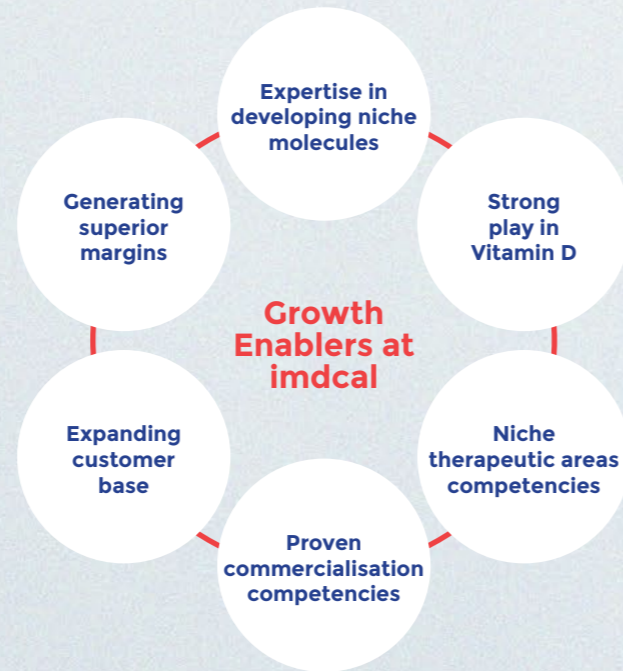 Growth
Enablers at
imdcal
Expertise in
developing niche
molecules
Strong
play in
Vitamin D
Niche
therapeutic areas
competencies
Proven
commercialisation
competencies
Expanding
customer
base
Generating
superior
margins